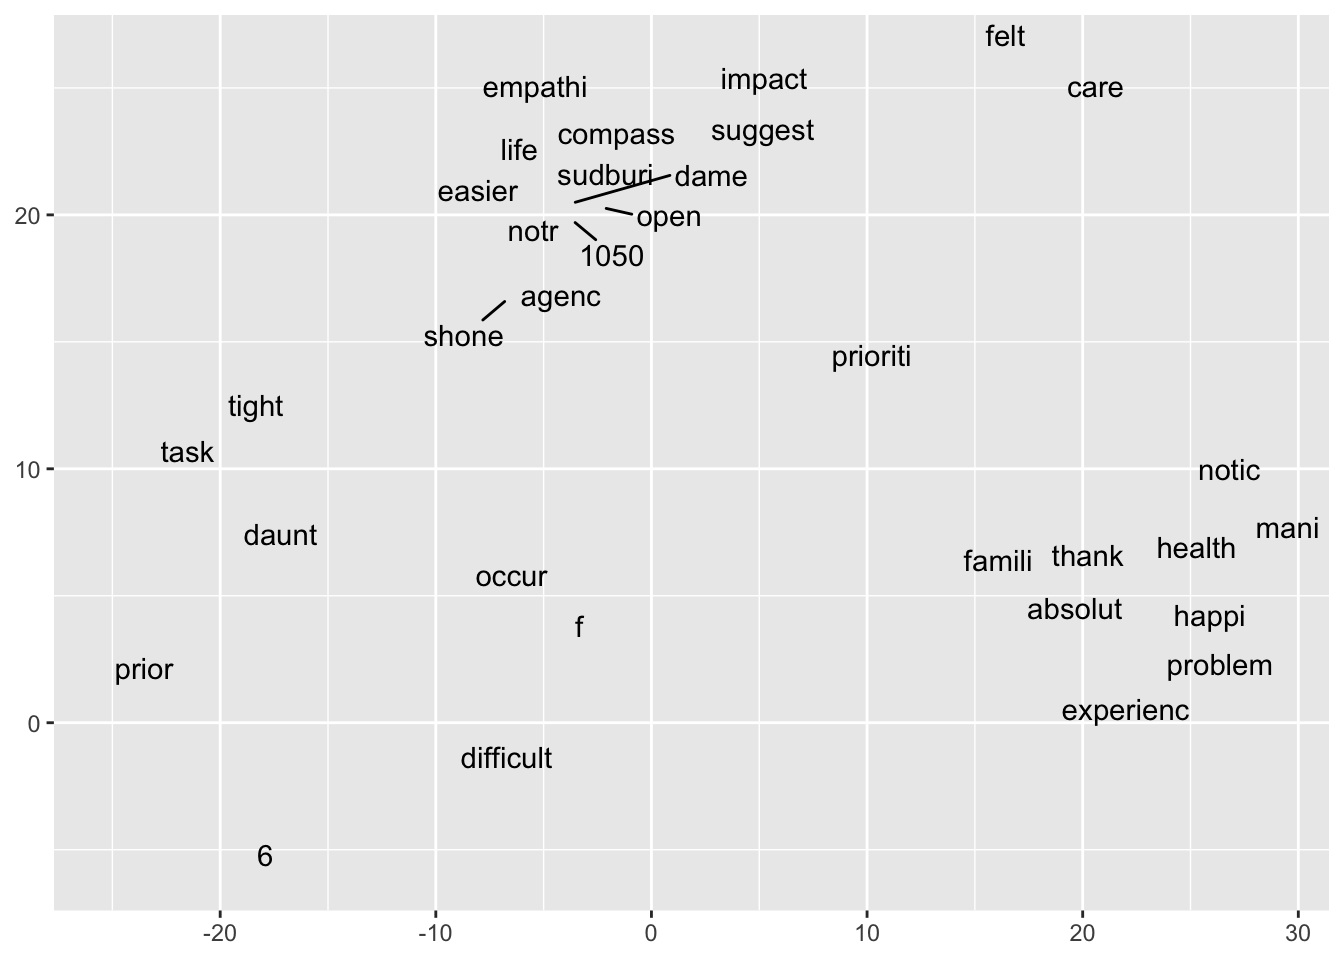 felt
empathi
impact
care
compass
suggest
life
sudburi
dame
easier
open
20
notr
1050
agenc
shone
prioriti
tight
task
10
notic
daunt
mani
famili
thank
health
occur
absolut
happi
f
prior
problem
experienc
0
difficult
6
-20
-10
0
10
20
30